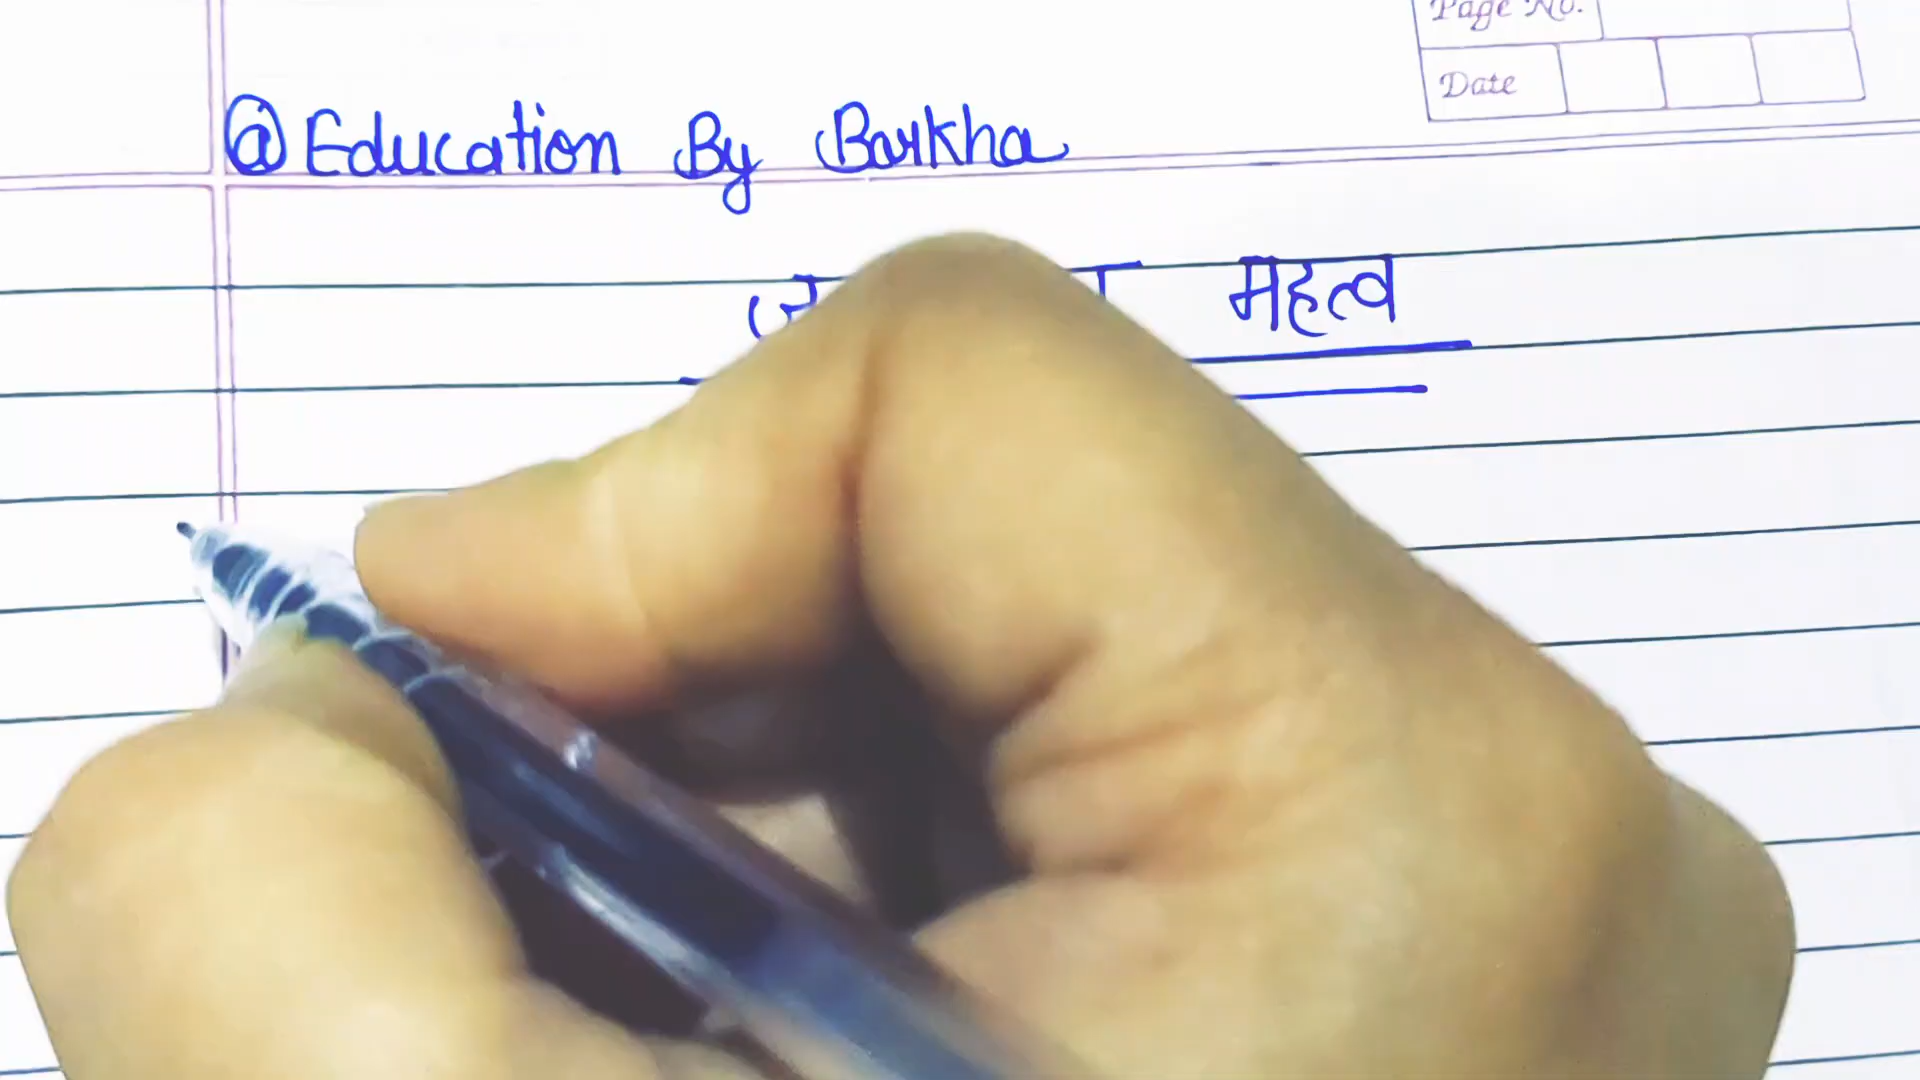 Page No.
Date
@Education By Barkha
महत्व